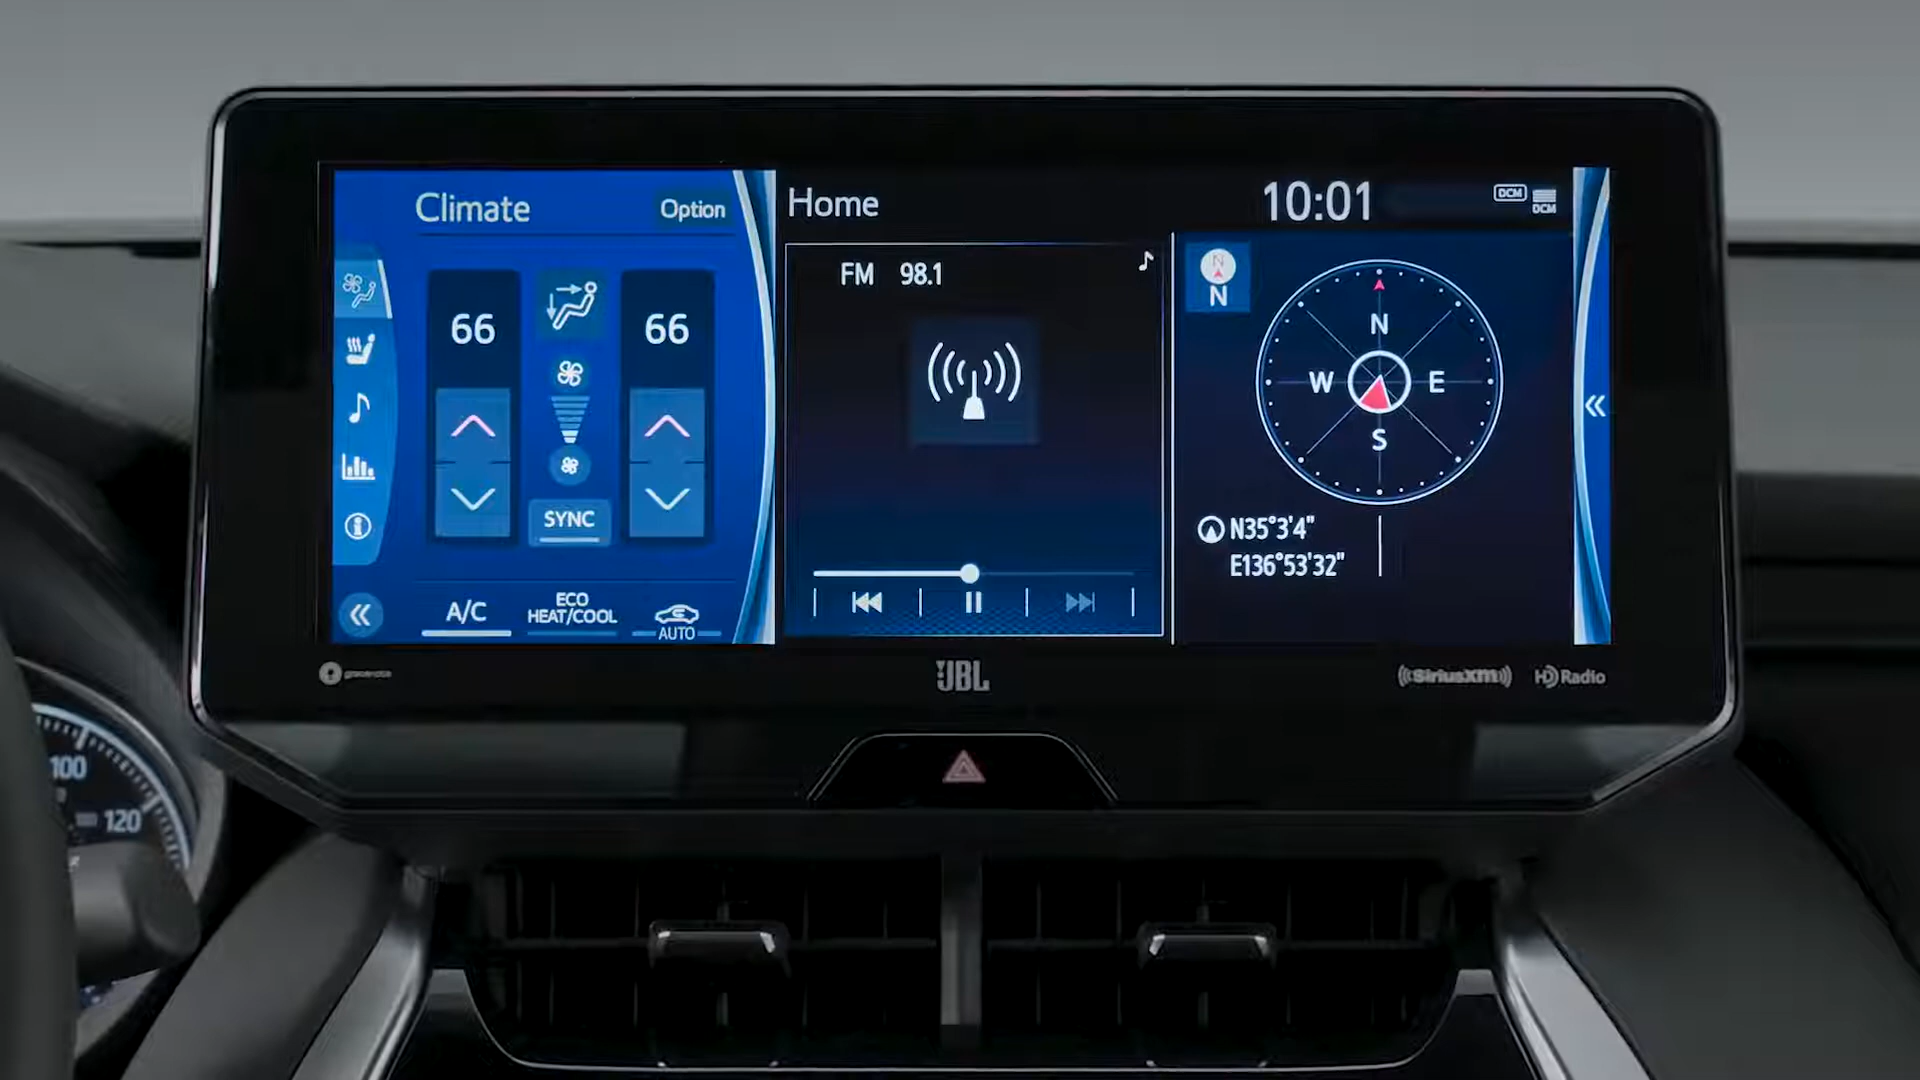 Climate
Option
66
66
SYNC
A/C
ECO
HEAT/COOL
AUTO
Home
10:01
DCM
DCM
FM 98.1
N
N
N
W
E
S
N35°3'4"
E136°53'32"
JBL
SiriusXM
HD Radio
100
120